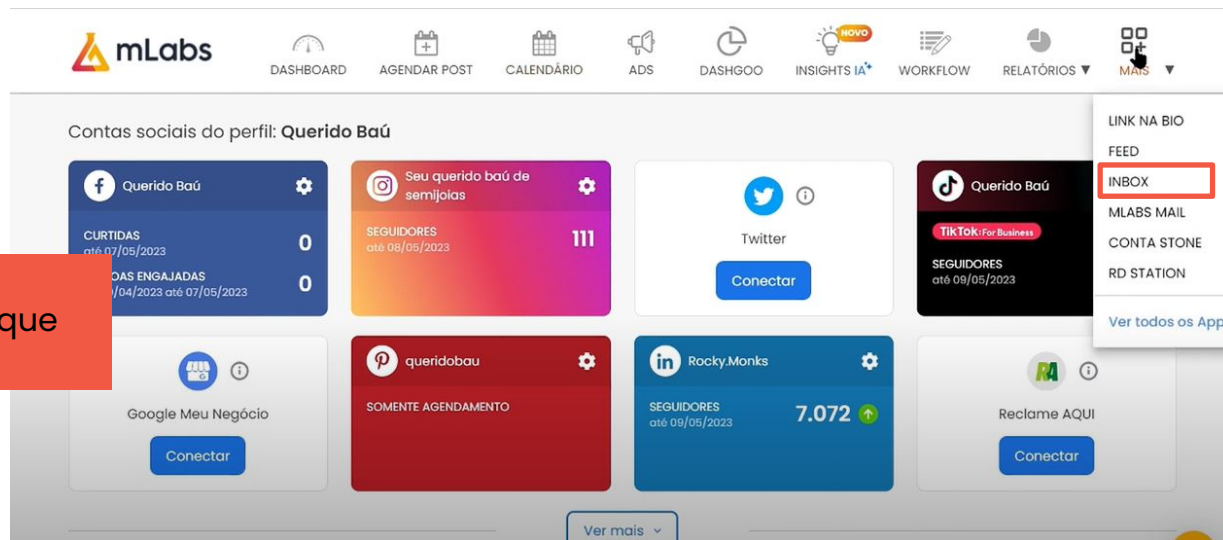 mLabs
DASHBOARD
AGENDAR POST
CALENDÁRIO
ADS
DASHGOO
NOVO
INSIGHTS IA
WORKFLOW
RELATÓRIOS ▼
MAIS ▼
LINK NA BIO
FEED
INBOX
MLABS MAIL
CONTA STONE
RD STATION
Ver todos os App
Contas sociais do perfil: Querido Baú
Querido Baú
CURTIDAS
até 07/05/2023
0
OAS ENGAJADAS
/04/2023 até 07/05/2023
0
Seu querido baú de
semijoias
SEGUIDORES
até 08/05/2023
111
Twitter
Conectar
Querido Baú
TikTok: For Business
SEGUIDORES
até 09/05/2023
que
Google Meu Negócio
Conectar
queridobau
SOMENTE AGENDAMENTO
in
Rocky.Monks
SEGUIDORES
até 09/05/2023
7.072
RA
Reclame AQUI
Conectar
Ver mais